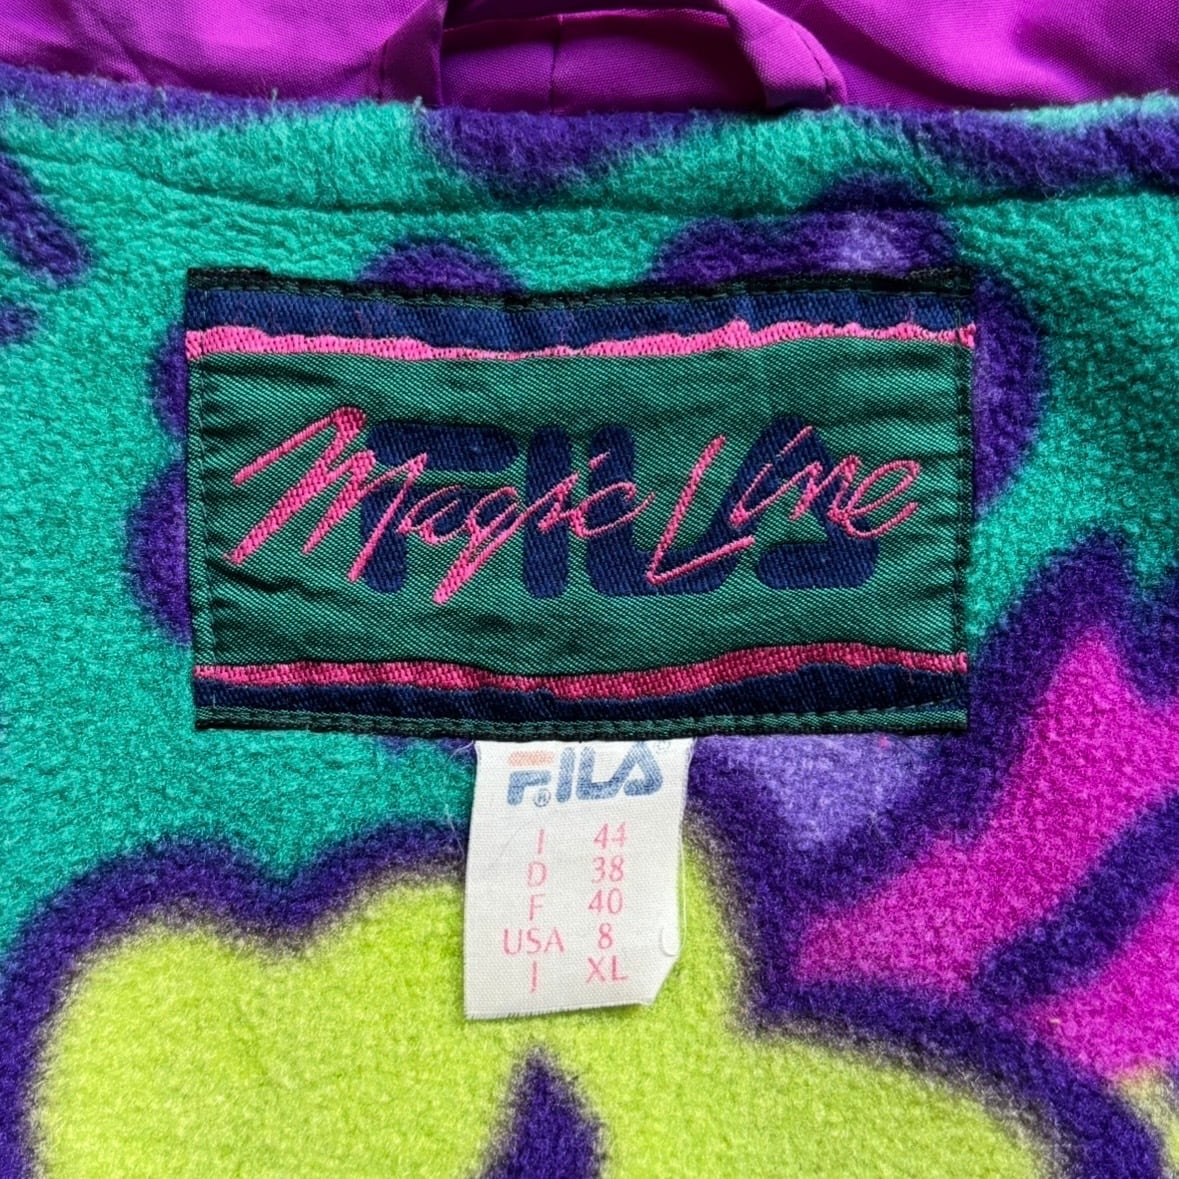 FILA
Magic Line
FILA®
®
I 44
D 38
F 40
USA 8
I XL